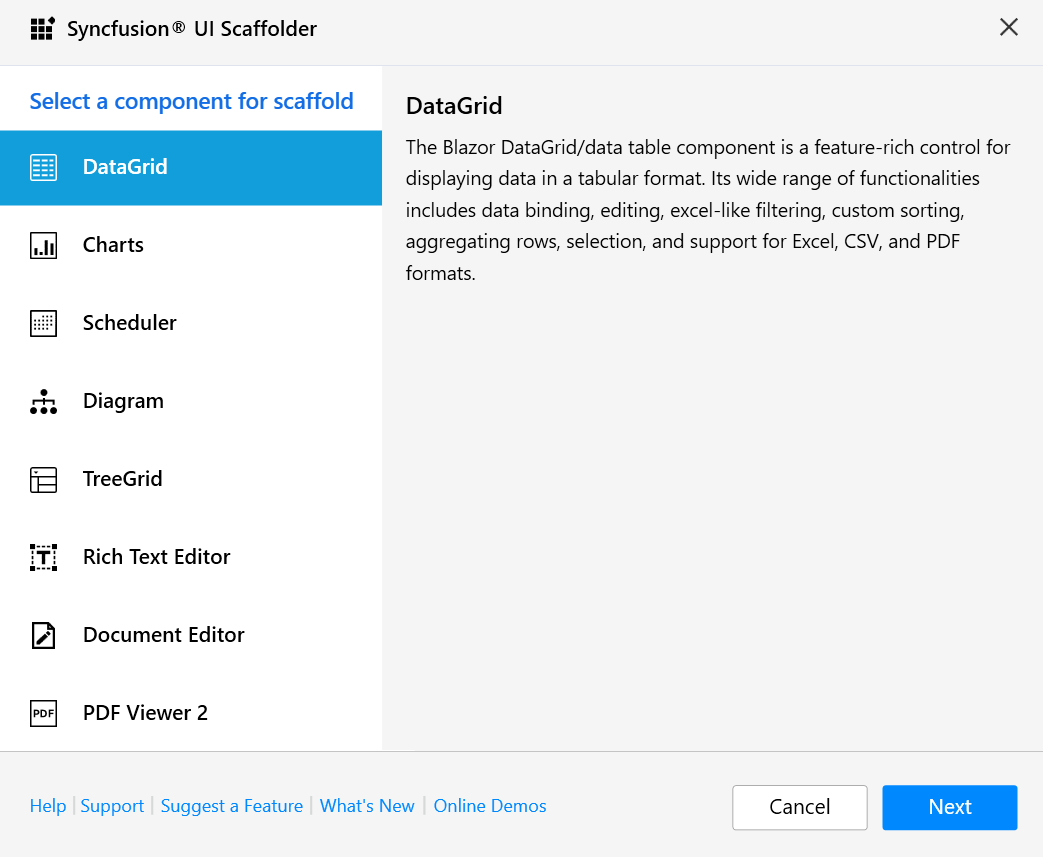 Syncfusion® UI Scaffolder
Select a component for scaffold
DataGrid
Charts
Scheduler
Diagram
TreeGrid
Rich Text Editor
Document Editor
PDF
PDF Viewer 2
DataGrid
The Blazor DataGrid/data table component is a feature-rich control for
displaying data in a tabular format. Its wide range of functionalities
includes data binding, editing, excel-like filtering, custom sorting,
aggregating rows, selection, and support for Excel, CSV, and PDF
formats.
Help | Support | Suggest a Feature | What's New | Online Demos
Cancel
Next